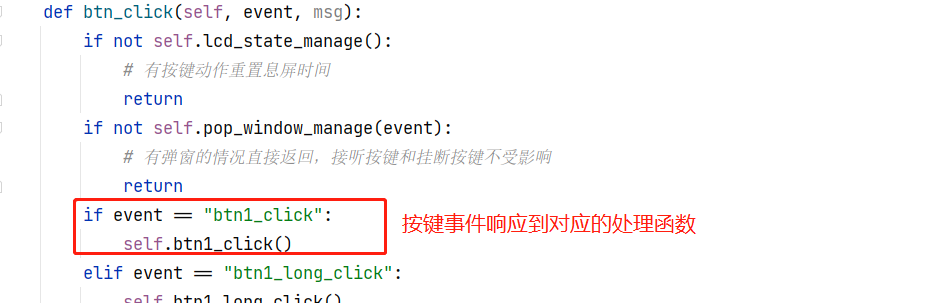 def btn_click(self, event, msg):
if not self.lcd_state_manage():
# 有按键动作重置息屏时间
return
if not self.pop_window_manage(event):
# 有弹窗的情况直接返回，接听按键和挂断按键不受影响
return
if event == "btn1_click":
self.btn1_click()
按键事件响应到对应的处理函数
elif event == "btn1_long_click":
self.btn1_long_click()